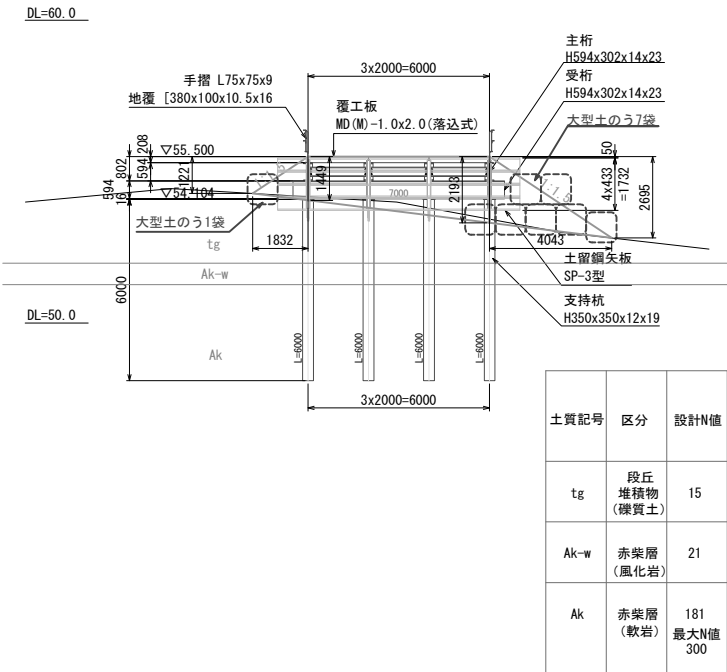 DL=60.0
主桁
H594x302x14x23
受桁
H594x302x14x23
3x2000=6000
手摺 L75x75x9
地覆 [380x100x10.5x16
覆工板
MD(M)-1.0x2.0(落込式)
大型土のう7袋
▽55.500
208
594
802
1221
594
16
▽54.104
1449
7000
2193
1:1.5
50
4x433
=1732
2695
大型土のう1袋
1832
4043
tg
Ak-w
土留鋼矢板
SP-3型
支持杭
H350x350x12x19
6000
DL=50.0
Ak
L=6000
L=6000
L=6000
L=6000
3x2000=6000
土質記号 区分 設計N値
tg 段丘堆積物(礫質土) 15
Ak-w 赤柴層(風化岩) 21
Ak 赤柴層(軟岩) 181
最大N値
300